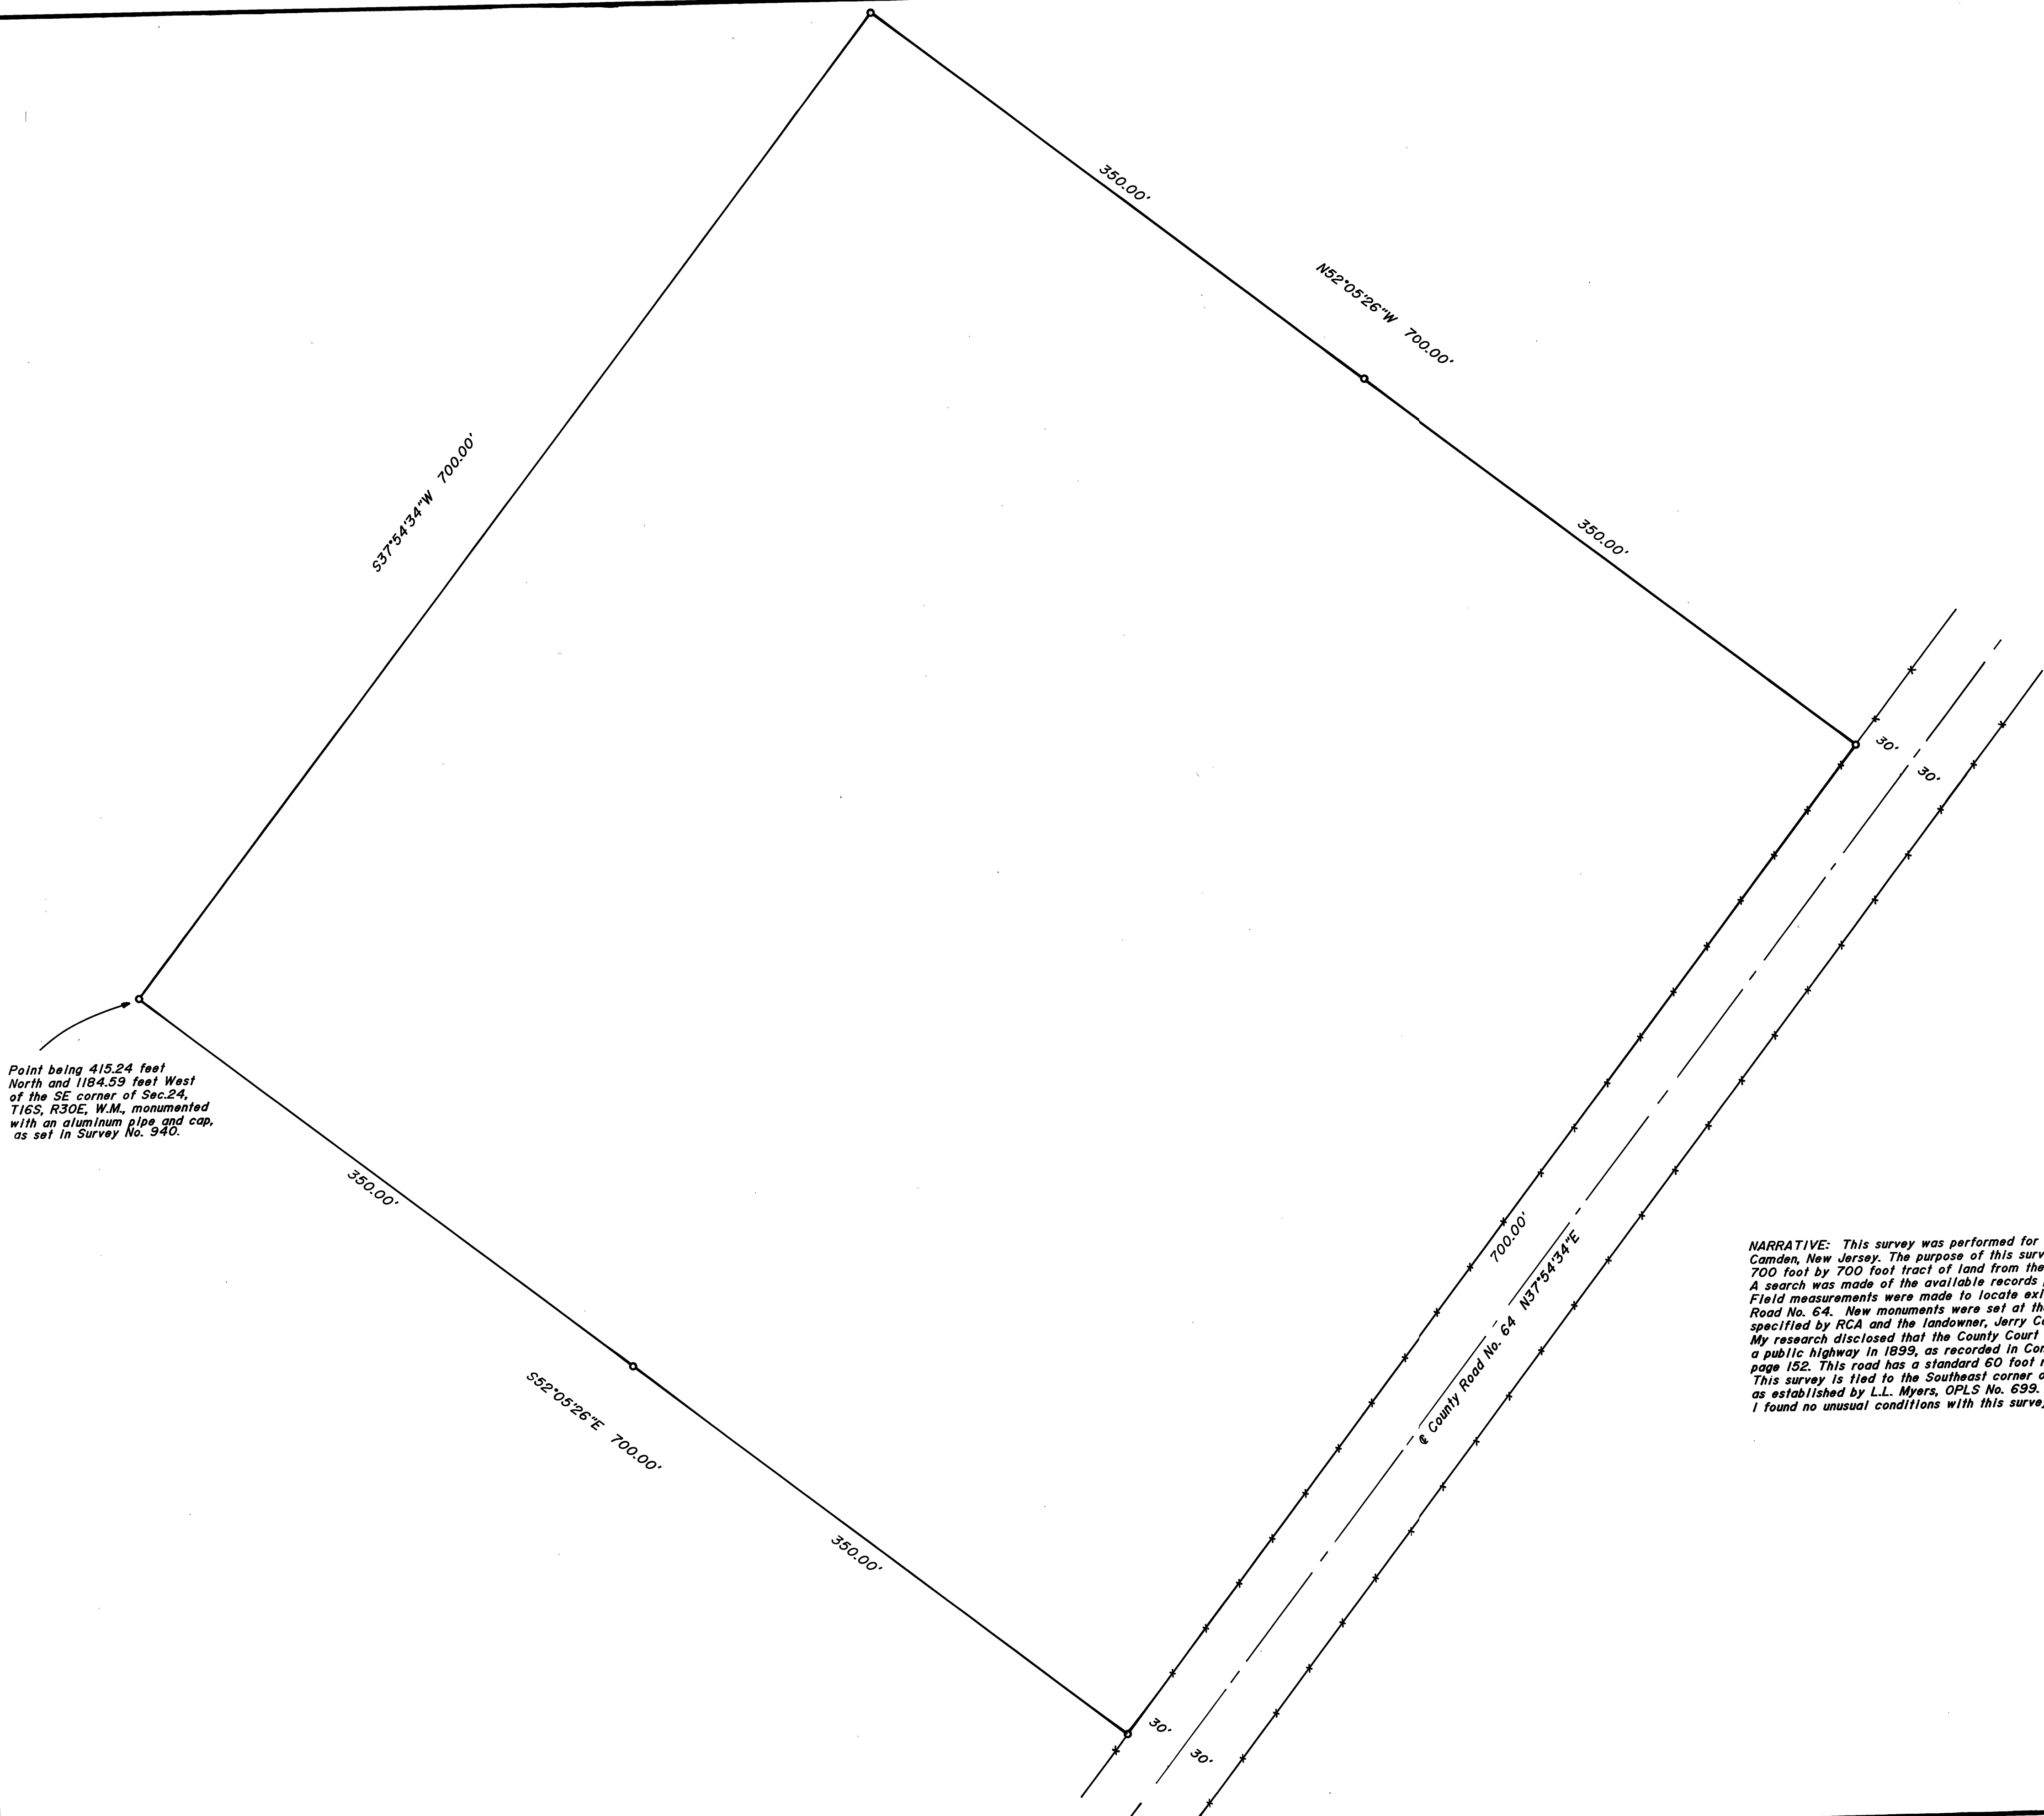 350.00'
N52°05'26"W 700.00'
S37°54'34"W 700.00'
350.00'
30'
30'
Point being 415.24 feet
North and 1184.59 feet West
of the SE corner of Sec.24,
T16S, R30E, W.M., monumented
with an aluminum pipe and cap,
as set in Survey No. 940.
350.00'
700.00'
℄ County Road No. 64 N37°54'34"E
S52°05'26"E 700.00'
350.00'
30'
30'
NARRATIVE: This survey was performed for
Camden, New Jersey. The purpose of this surv
700 foot by 700 foot tract of land from the
A search was made of the available records
Field measurements were made to locate exi
Road No. 64. New monuments were set at th
specified by RCA and the landowner, Jerry C
My research disclosed that the County Court
a public highway in 1899, as recorded in Co
page 152. This road has a standard 60 foot
This survey is tied to the Southeast corner o
as established by L.L. Myers, OPLS No. 699.
I found no unusual conditions with this surve